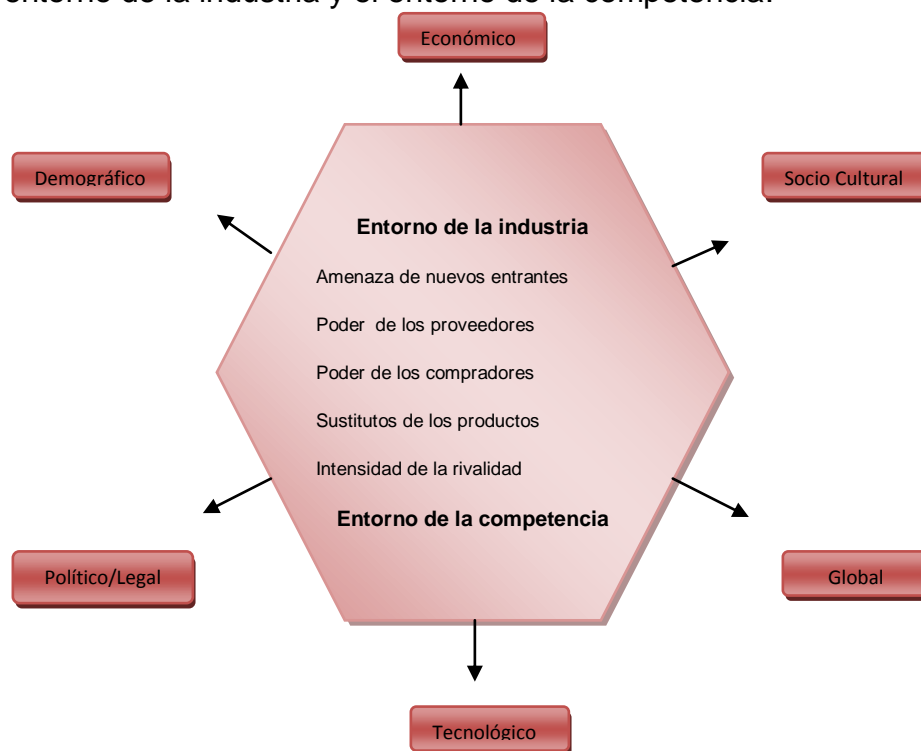 entorno de la industria y el entorno de la competencia.
Económico
Demográfico
Socio Cultural
Entorno de la industria
Amenaza de nuevos entrantes
Poder de los proveedores
Poder de los compradores
Sustitutos de los productos
Intensidad de la rivalidad
Entorno de la competencia
Político/Legal
Global
Tecnológico